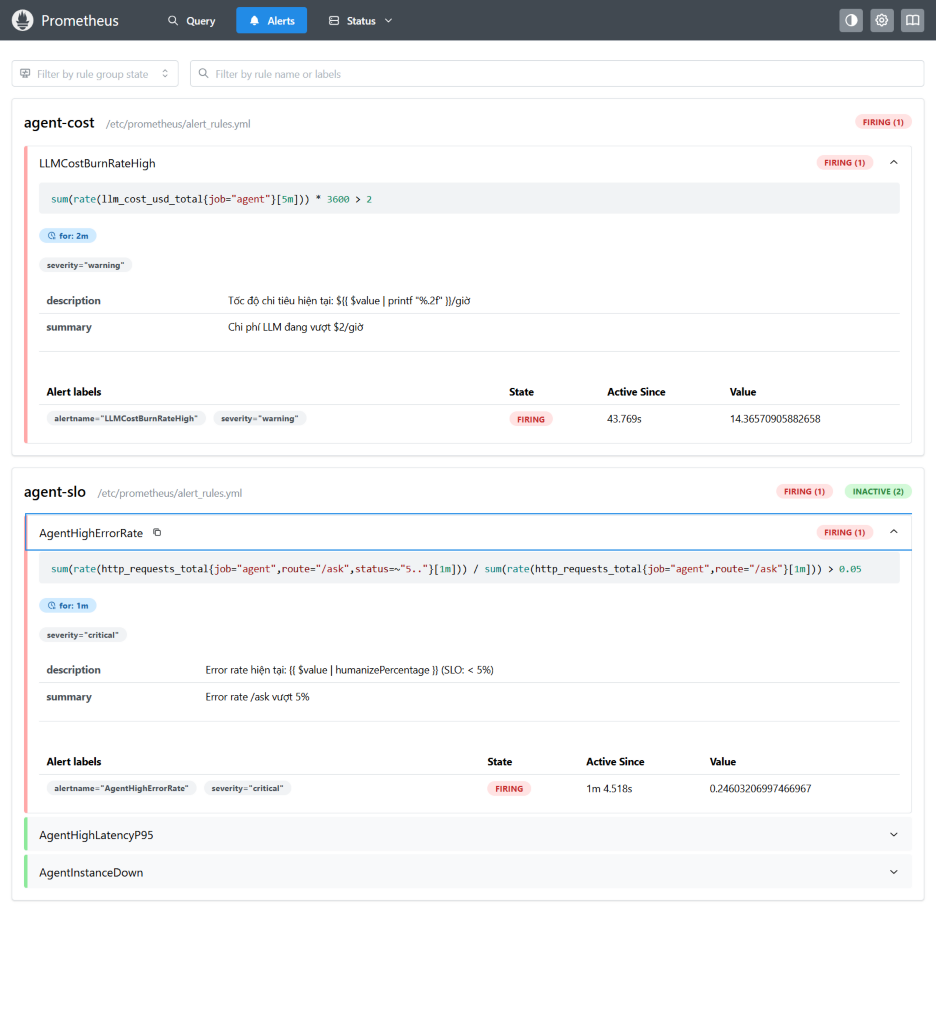 Prometheus Query Alerts Status
Filter by rule group state Filter by rule name or labels
agent-cost /etc/prometheus/alert_rules.yml FIRING (1)
LLMCostBurnRateHigh FIRING (1)
sum(rate(llm_cost_usd_total{job="agent"}[5m])) * 3600 > 2
for: 2m
severity="warning"
description Tốc độ chi tiêu hiện tại: ${{ $value | printf "%.2f" }}/giờ
summary Chi phí LLM đang vượt $2/giờ
Alert labels State Active Since Value
alertname="LLMCostBurnRateHigh" severity="warning" FIRING 43.769s 14.36570905882658
agent-slo /etc/prometheus/alert_rules.yml FIRING (1) INACTIVE (2)
AgentHighErrorRate FIRING (1)
sum(rate(http_requests_total{job="agent",route="/ask",status=~"5.."}[1m])) / sum(rate(http_requests_total{job="agent",route="/ask"}[1m])) > 0.05
for: 1m
severity="critical"
description Error rate hiện tại: {{ $value | humanizePercentage }} (SLO: < 5%)
summary Error rate /ask vượt 5%
Alert labels State Active Since Value
alertname="AgentHighErrorRate" severity="critical" FIRING 1m 4.518s 0.24603206997466967
AgentHighLatencyP95
AgentInstanceDown